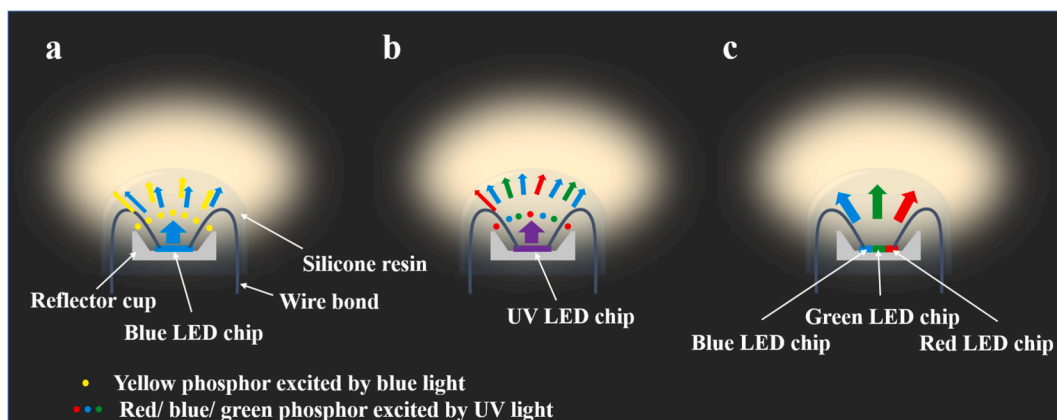 a
b
c
Silicone resin
Reflector cup
Wire bond
Blue LED chip
UV LED chip
Green LED chip
Blue LED chip
Red LED chip
Yellow phosphor excited by blue light
Red/ blue/ green phosphor excited by UV light